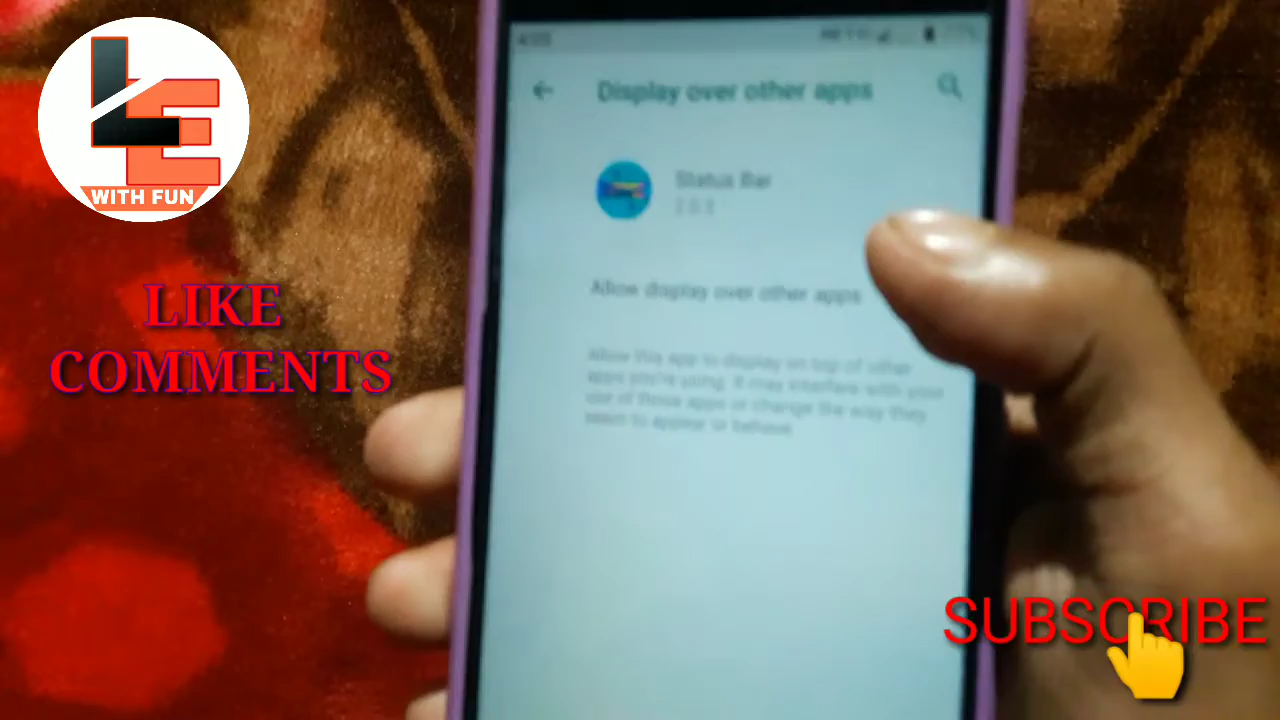 LE
WITH FUN
LIKE
COMMENTS
Display over other apps
Status Bar
Allow display over other apps
Allow this app to display on top of other
apps you're using. It may interfere with your
use of those apps or change the way they
seem to appear or behave.
SUBSCRIBE